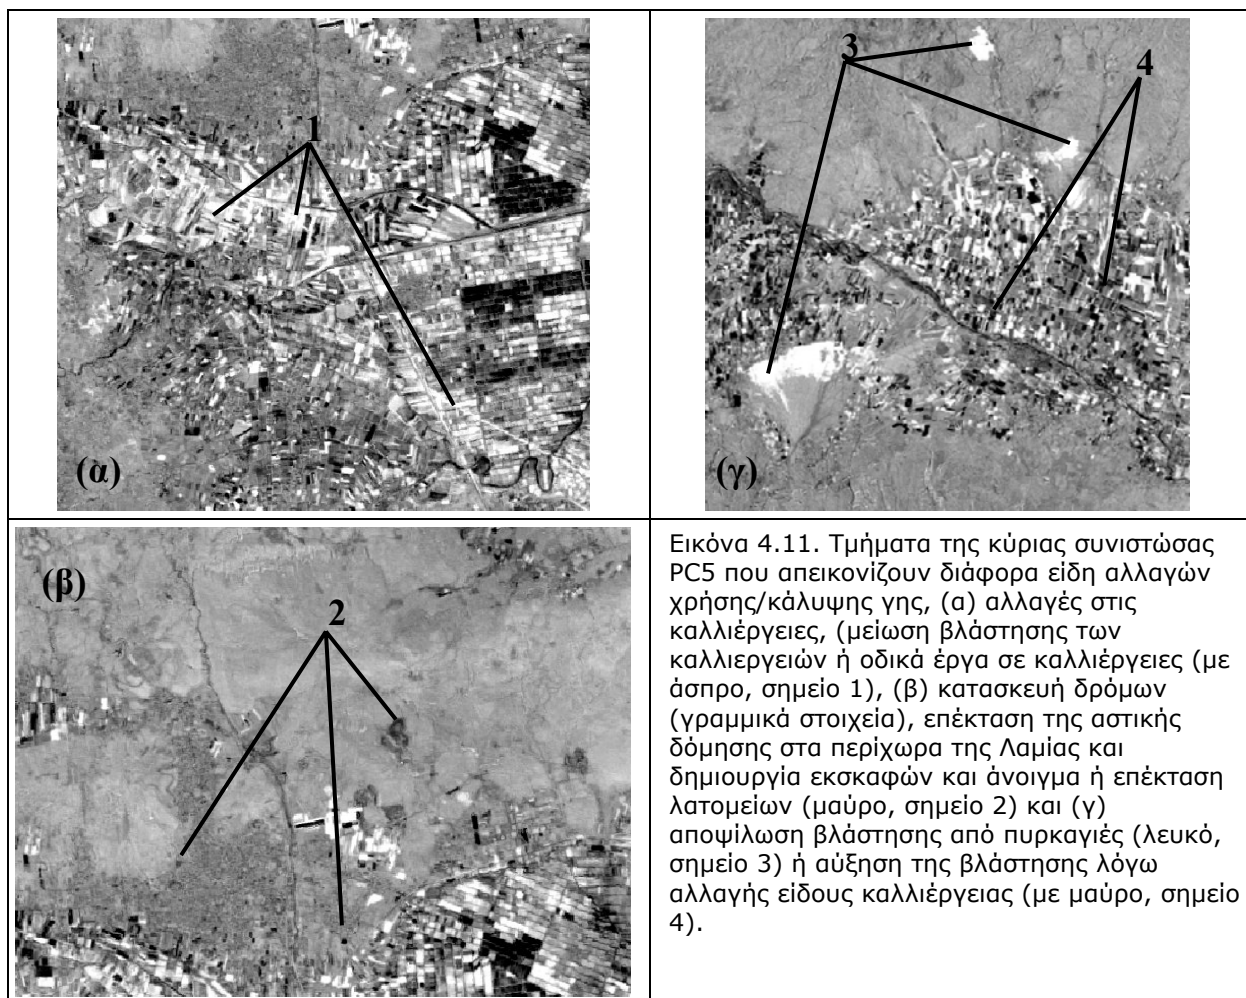 1
(α)
3
4
(γ)
(β)
2
Εικόνα 4.11. Τμήματα της κύριας συνιστώσας
PC5 που απεικονίζουν διάφορα είδη αλλαγών
χρήσης/κάλυψης γης, (α) αλλαγές στις
καλλιέργειες, (μείωση βλάστησης των
καλλιεργειών ή οδικά έργα σε καλλιέργειες (με
άσπρο, σημείο 1), (β) κατασκευή δρόμων
(γραμμικά στοιχεία), επέκταση της αστικής
δόμησης στα περίχωρα της Λαμίας και
δημιουργία εκσκαφών και άνοιγμα ή επέκταση
λατομείων (μαύρο, σημείο 2) και (γ)
αποψίλωση βλάστησης από πυρκαγιές (λευκό,
σημείο 3) ή αύξηση της βλάστησης λόγω
αλλαγής είδους καλλιέργειας (με μαύρο, σημείο
4).